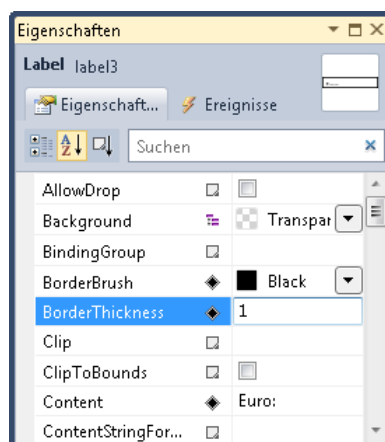 Eigenschaften
Label label3
Eigenschaft... Ereignisse
Suchen
AllowDrop
Background Transpar
BindingGroup
BorderBrush Black
BorderThickness 1
Clip
ClipToBounds
Content Euro:
ContentStringFor...